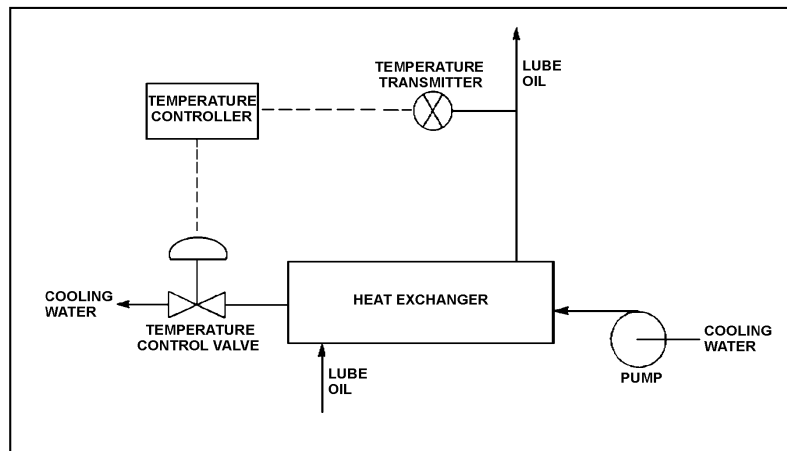 LUBE
OIL
TEMPERATURE
TRANSMITTER
TEMPERATURE
CONTROLLER
HEAT EXCHANGER
COOLING
WATER
TEMPERATURE
CONTROL VALVE
COOLING
WATER
PUMP
LUBE
OIL